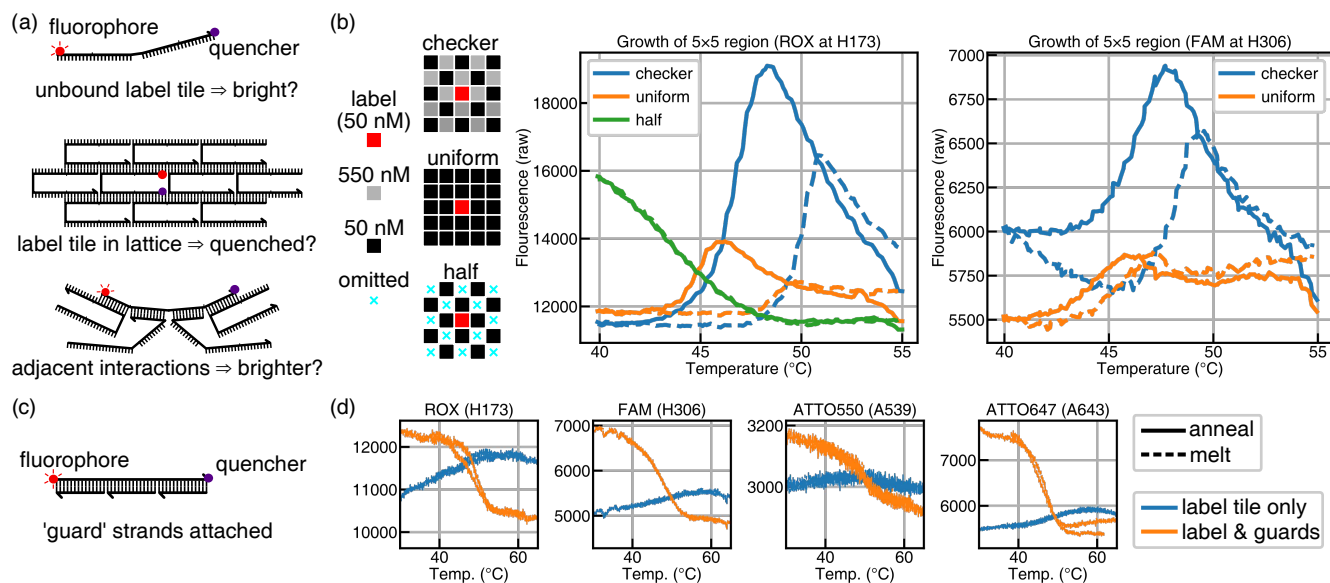 (a)
fluorophore
quencher
unbound label tile ⇒ bright?
label tile in lattice ⇒ quenched?
adjacent interactions ⇒ brighter?
(b)
checker
label
(50 nM)
550 nM
uniform
50 nM
half
omitted
×
Growth of 5×5 region (ROX at H173)
checker
uniform
half
Flourescence (raw)
18000
16000
14000
12000
40
45
50
55
Temperature (°C)
Growth of 5×5 region (FAM at H306)
checker
uniform
Flourescence (raw)
7000
6750
6500
6250
6000
5750
5500
40
45
50
55
Temperature (°C)
(c)
fluorophore
quencher
'guard' strands attached
(d)
ROX (H173)
12000
11000
10000
40
60
Temp. (°C)
FAM (H306)
7000
6000
5000
40
60
Temp. (°C)
ATTO550 (A539)
3200
3000
40
60
Temp. (°C)
ATTO647 (A643)
7000
6000
40
60
Temp. (°C)
anneal
melt
label tile only
label & guards